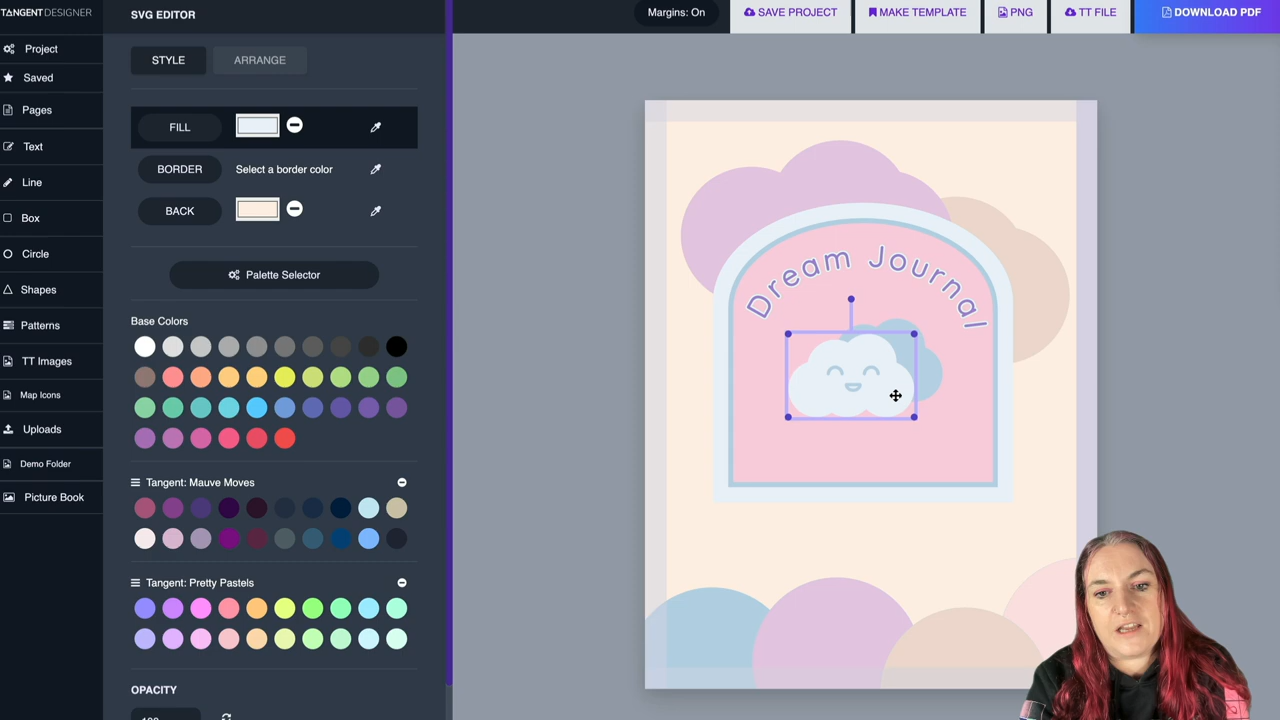 TANGENTDESIGNER
SVG EDITOR
Margins: On
SAVE PROJECT
MAKE TEMPLATE
PNG
TT FILE
DOWNLOAD PDF
Project
Saved
Pages
Text
Line
Box
Circle
Shapes
Patterns
TT Images
Map Icons
Uploads
Demo Folder
Picture Book
STYLE
ARRANGE
FILL
BORDER
Select a border color
BACK
Palette Selector
Base Colors
Tangent: Mauve Moves
Tangent: Pretty Pastels
OPACITY
Dream Journal